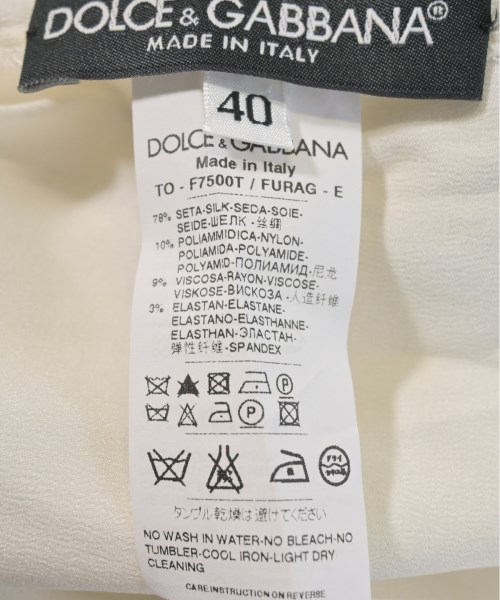 DOLCE & GABBANA®
MADE IN ITALY
40
DOLCE & GABBANA
Made in Italy
TO - F7500T / FURAG - E
78% SETA-SILK-SEDA-SOIE-
SEIDE-ШЕЛК - 丝绸
10% POLIAMMIDICA-NYLON-
POLIAMIDA-POLYAMIDE-
POLYAMID-ПОЛИАМИД-尼龙
9% VISCOSA-RAYON-VISCOSE-
VISKOSE-ВИСКОЗА -人造纤维
3% ELASTAN-ELASTANE-
ELASTANO-ELASTHANNE-
ELASTHAN-ЭЛАСТАН-
弹性纤维-SPANDEX
P
P
ドライ
タンブル乾燥は避けてください
NO WASH IN WATER-NO BLEACH-NO
TUMBLER-COOL IRON-LIGHT DRY
CLEANING
CARE INSTRUCTION ON REVERSE